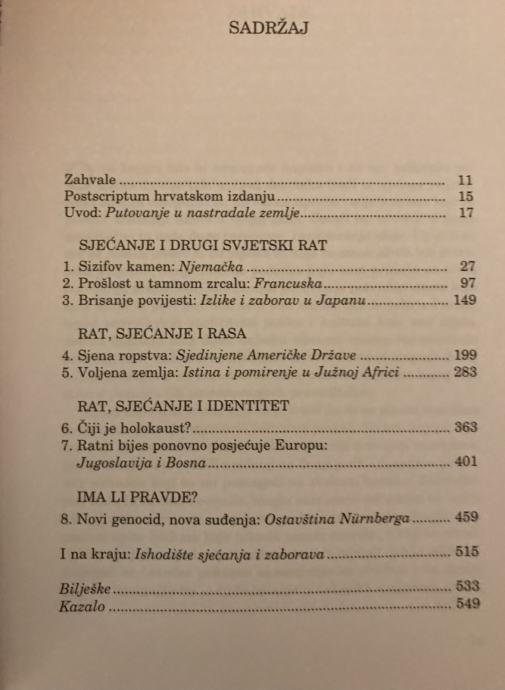 SADRŽAJ
Zahvale ........................................................................ 11
Postscriptum hrvatskom izdanju ..................................... 15
Uvod: Putovanje u nastradale zemlje................................ 17
SJEĆANJE I DRUGI SVJETSKI RAT
1. Sizifov kamen: Njemačka ............................................ 27
2. Prošlost u tamnom zrcalu: Francuska........................... 97
3. Brisanje povijesti: Izlike i zaborav u Japanu................. 149
RAT, SJEĆANJE I RASA
4. Sjena ropstva: Sjedinjene Američke Države .................. 199
5. Voljena zemlja: Istina i pomirenje u Južnoj Africi ........... 283
RAT, SJEĆANJE I IDENTITET
6. Čiji je holokaust?........................................................ 363
7. Ratni bijes ponovno posjećuje Europu:
Jugoslavija i Bosna..................................................... 401
IMA LI PRAVDE?
8. Novi genocid, nova suđenja: Ostavština Nürnberga ......... 459
I na kraju: Ishodište sjećanja i zaborava ........................... 515
Bilješke ........................................................................ 533
Kazalo ......................................................................... 549